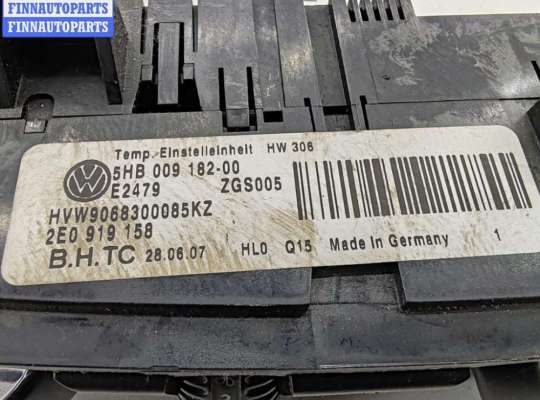 FINNAUTOPARTS
FINNAUTOPARTS
Temp. Einstelleinheit HW 306
5HB 009 182-00
E2479 ZGS005
HVW9068300085KZ
2E0 919 158
B.H.TC 28.06.07 HL0 Q15 Made in Germany 1